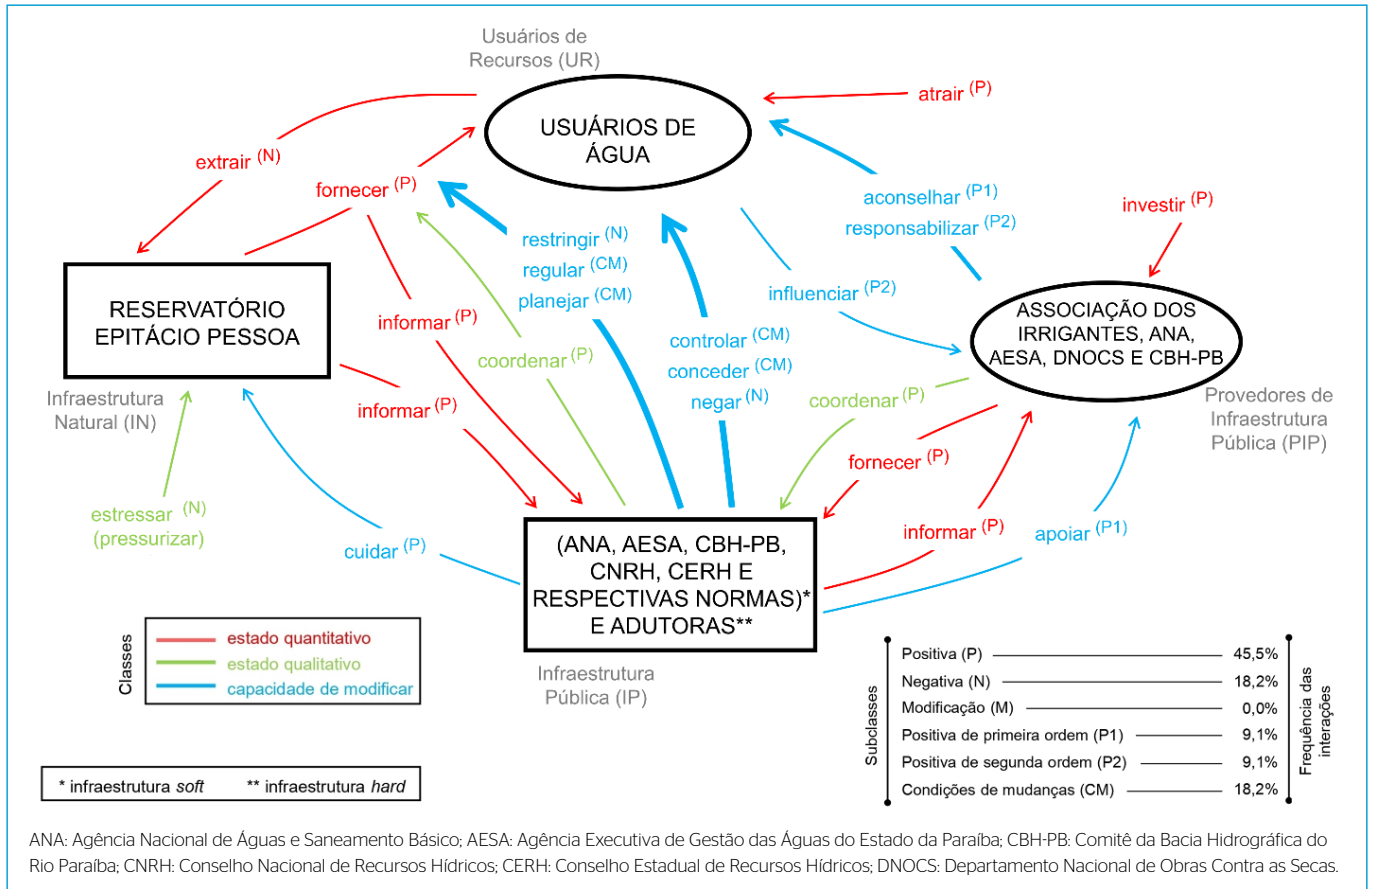 Usuários de
Recursos (UR)
USUÁRIOS DE
ÁGUA
atrair (P)
extrair (N)
fornecer (P)
aconselhar (P1)
responsabilizar (P2)
investir (P)
restringir (N)
regular (CM)
planejar (CM)
influenciar (P2)
RESERVATÓRIO
EPITÁCIO PESSOA
ASSOCIAÇÃO DOS
IRRIGANTES, ANA,
AESA, DNOCS E CBH-PB
informar (P)
controlar (CM)
conceder (CM)
negar (N)
coordenar (P)
Infraestrutura
Natural (IN)
informar (P)
coordenar (P)
Provedores de
Infraestrutura
Pública (PIP)
fornecer (P)
estressar (N)
(pressurizar)
cuidar (P)
informar (P)
apoiar (P1)
(ANA, AESA, CBH-PB,
CNRH, CERH E
RESPECTIVAS NORMAS)*
E ADUTORAS**
Infraestrutura
Pública (IP)
Classes
estado quantitativo
estado qualitativo
capacidade de modificar
Subclasses
Positiva (P) 45,5%
Negativa (N) 18,2%
Modificação (M) 0,0%
Positiva de primeira ordem (P1) 9,1%
Positiva de segunda ordem (P2) 9,1%
Condições de mudanças (CM) 18,2%
Frequência das
interações
* infraestrutura soft ** infraestrutura hard
ANA: Agência Nacional de Águas e Saneamento Básico; AESA: Agência Executiva de Gestão das Águas do Estado da Paraíba; CBH-PB: Comitê da Bacia Hidrográfica do
Rio Paraíba; CNRH: Conselho Nacional de Recursos Hídricos; CERH: Conselho Estadual de Recursos Hídricos; DNOCS: Departamento Nacional de Obras Contra as Secas.